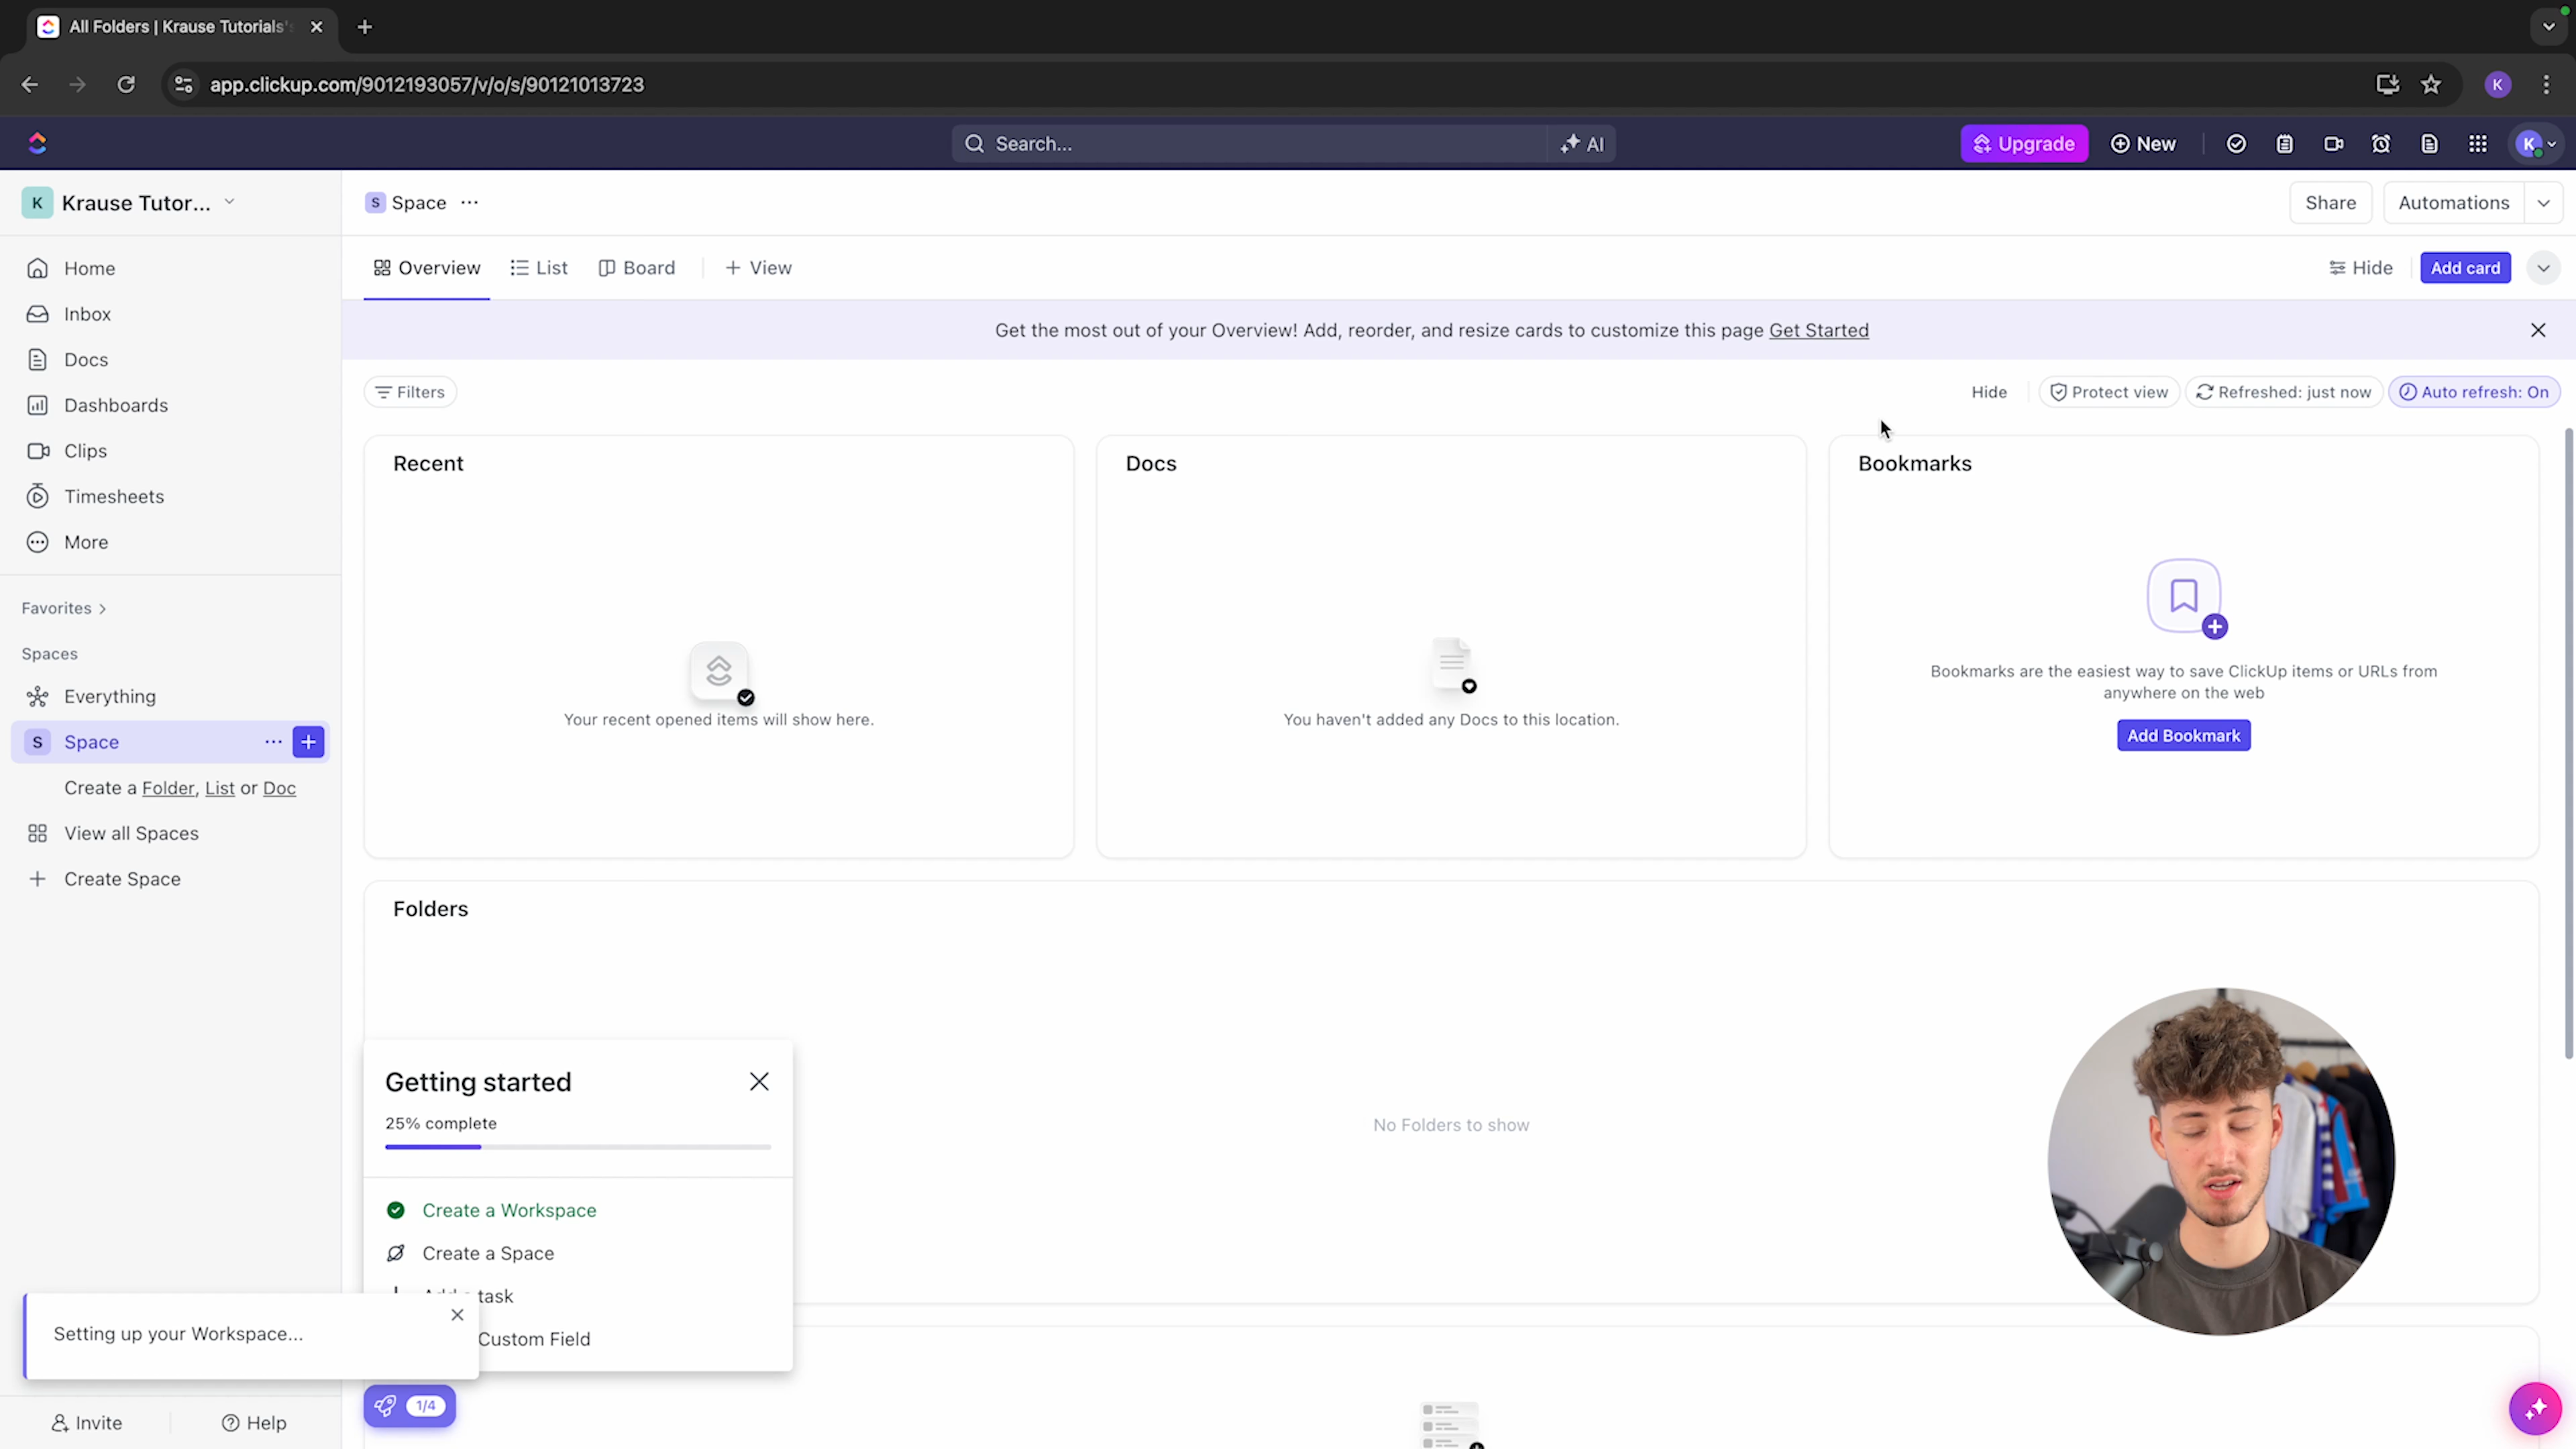 All Folders | Krause Tutorials'
app.clickup.com/9012193057/v/o/s/90121013723
K
Search...
AI
Upgrade
New
K
K
Krause Tutor...
S
Space
Share
Automations
Home
Inbox
Docs
Dashboards
Clips
Timesheets
More
Favorites
Spaces
Everything
S
Space
Create a Folder, List or Doc
View all Spaces
Create Space
Overview
List
Board
View
Hide
Add card
Get the most out of your Overview! Add, reorder, and resize cards to customize this page Get Started
Filters
Hide
Protect view
Refreshed: just now
Auto refresh: On
Recent
Your recent opened items will show here.
Docs
You haven't added any Docs to this location.
Bookmarks
Bookmarks are the easiest way to save ClickUp items or URLs from
anywhere on the web
Add Bookmark
Folders
No Folders to show
Getting started
25% complete
Create a Workspace
Create a Space
task
Custom Field
Setting up your Workspace...
1/4
Invite
Help